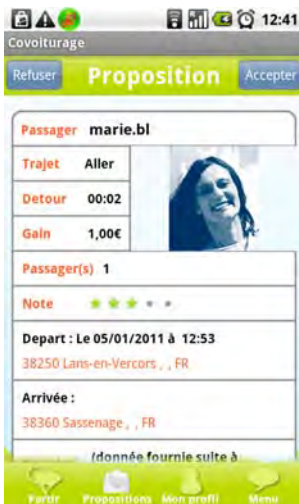 12:41
Covoiturage
Refuser Proposition Accepter
Passager marie.bl
Trajet Aller
Detour 00:02
Gain 1,00€
Passager(s) 1
Note
Depart : Le 05/01/2011 à 12:53
38250 Lans-en-Vercors , , FR
Arrivée :
38360 Sassenage , , FR
(donnée fournie suite à
Partir Propositions Mon profil Menu